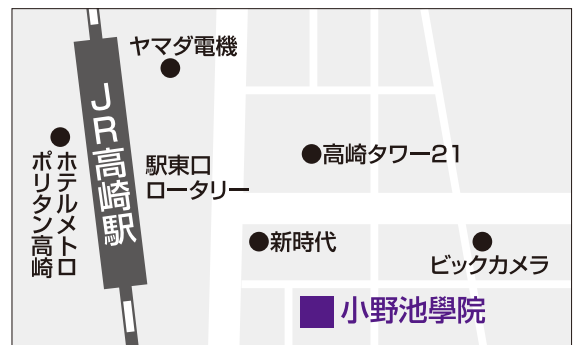 ヤマダ電機
JR高崎駅
ホテルメトロ
ポリタン高崎
駅東口
ロータリー
高崎タワー21
新時代
ビックカメラ
小野池學院